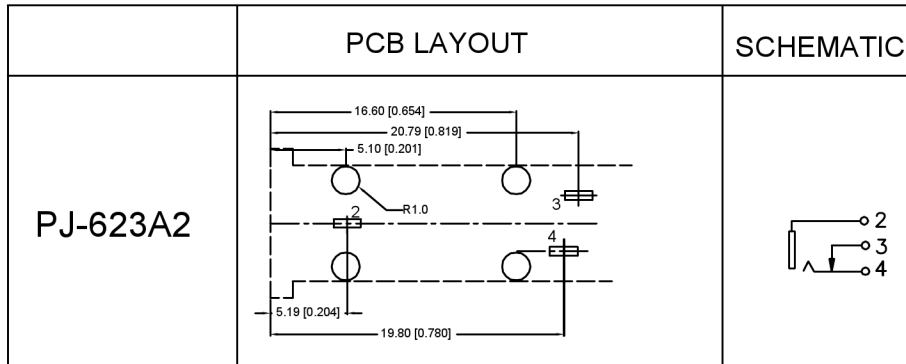 PCB LAYOUT
SCHEMATIC
PJ-623A2
16.60 [0.654]
20.79 [0.819]
5.10 [0.201]
R1.0
2
3
4
5.19 [0.204]
19.80 [0.780]
2
3
4